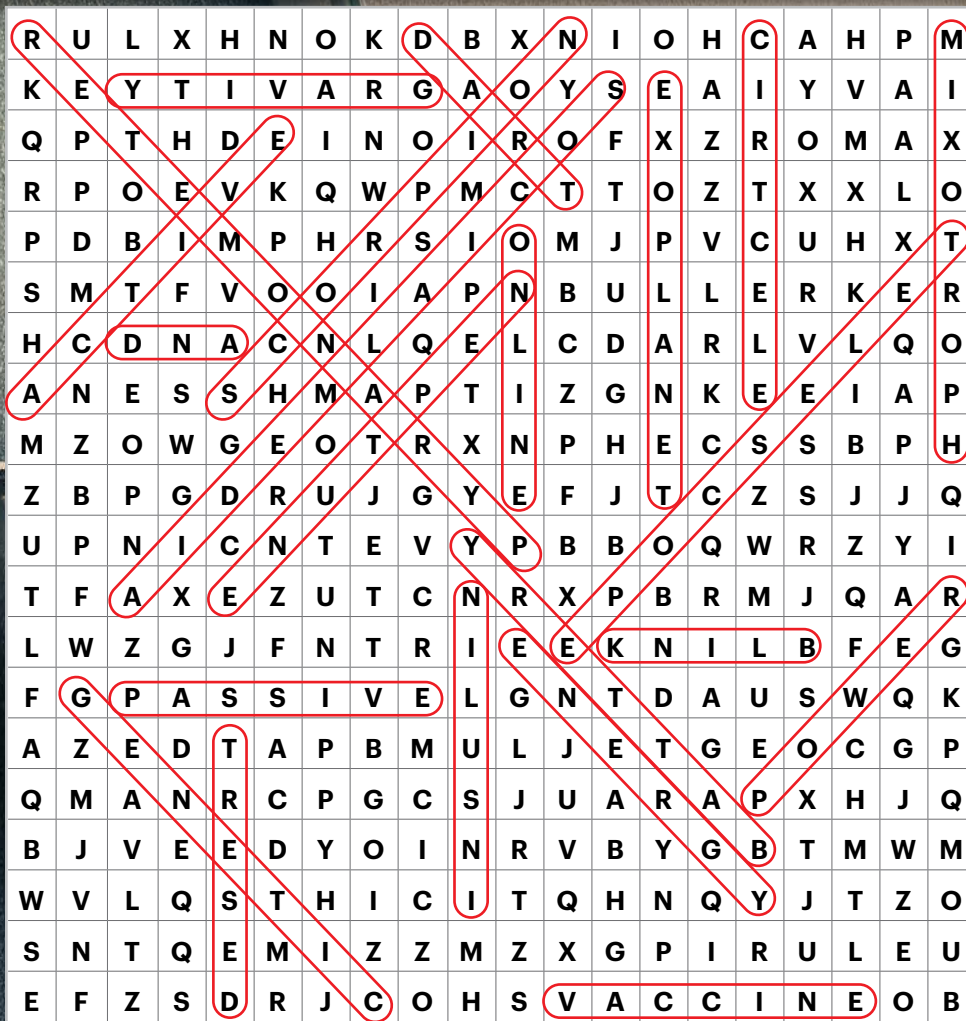 R U L X H N O K D B X N I O H C A H P M
K E Y T I V A R G A O Y S E A I Y V A I
Q P T H D E I N O I R O F X Z R O M A X
R P O E V K Q W P M C T T O Z T X X L O
P D B I M P H R S I O M J P V C U H X T
S M T F V O O I A P N B U L L E R K E R
H C D N A C N L Q E L C D A R L V L Q O
A N E S S H M A P T I Z G N K E E I A P
M Z O W G E O T R X N P H E C S S B P H
Z B P G D R U J G Y E F J T C Z S J J Q
U P N I C N T E V Y P B B O Q W R Z Y I
T F A X E Z U T C N R X P B R M J Q A R
L W Z G J F N T R I E E K N I L B F E G
F G P A S S I V E L G N T D A U S W Q K
A Z E D T A P B M U L J E T G E O C G P
Q M A N R C P G C S J U A R A P X H J Q
B J V E E D Y O I N R V B Y G B T M W M
W V L Q S T H I C I T Q H N Q Y J T Z O
S N T Q E M I Z Z M Z X G P I R U L E U
E F Z S D R J C O H S V A C C I N E O B